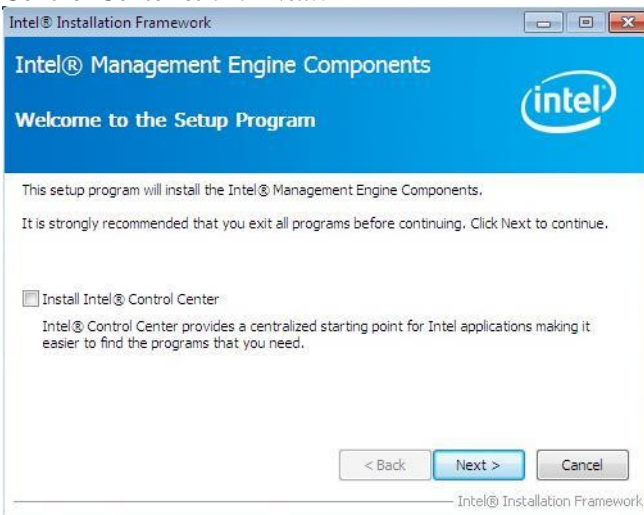 Intel® Installation Framework
Intel® Management Engine Components
Welcome to the Setup Program
intel
This setup program will install the Intel® Management Engine Components.
It is strongly recommended that you exit all programs before continuing. Click Next to continue.
Install Intel® Control Center
Intel® Control Center provides a centralized starting point for Intel applications making it
easier to find the programs that you need.
< Back Next > Cancel
Intel® Installation Framework